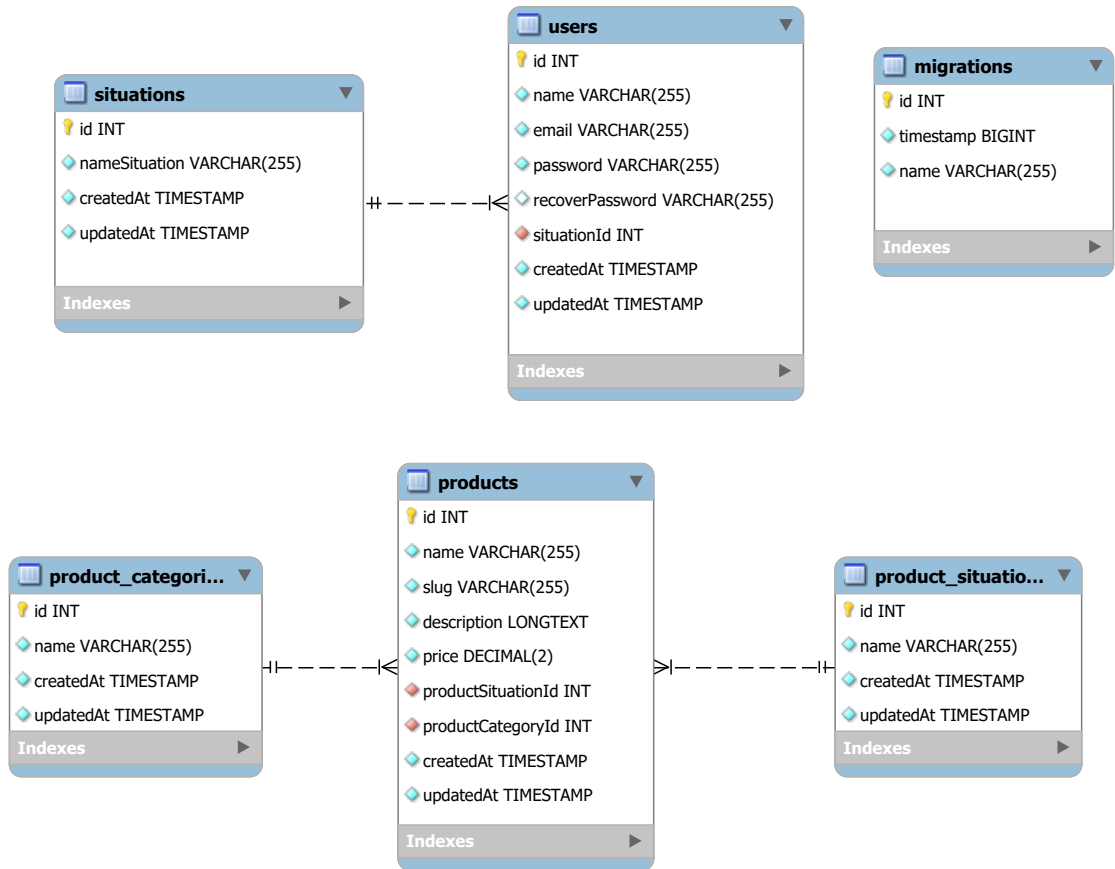 situations
id INT
nameSituation VARCHAR(255)
createdAt TIMESTAMP
updatedAt TIMESTAMP
Indexes
users
id INT
name VARCHAR(255)
email VARCHAR(255)
password VARCHAR(255)
recoverPassword VARCHAR(255)
situationId INT
createdAt TIMESTAMP
updatedAt TIMESTAMP
Indexes
migrations
id INT
timestamp BIGINT
name VARCHAR(255)
Indexes
product_categori...
id INT
name VARCHAR(255)
createdAt TIMESTAMP
updatedAt TIMESTAMP
Indexes
products
id INT
name VARCHAR(255)
slug VARCHAR(255)
description LONGTEXT
price DECIMAL(2)
productSituationId INT
productCategoryId INT
createdAt TIMESTAMP
updatedAt TIMESTAMP
Indexes
product_situatio...
id INT
name VARCHAR(255)
createdAt TIMESTAMP
updatedAt TIMESTAMP
Indexes